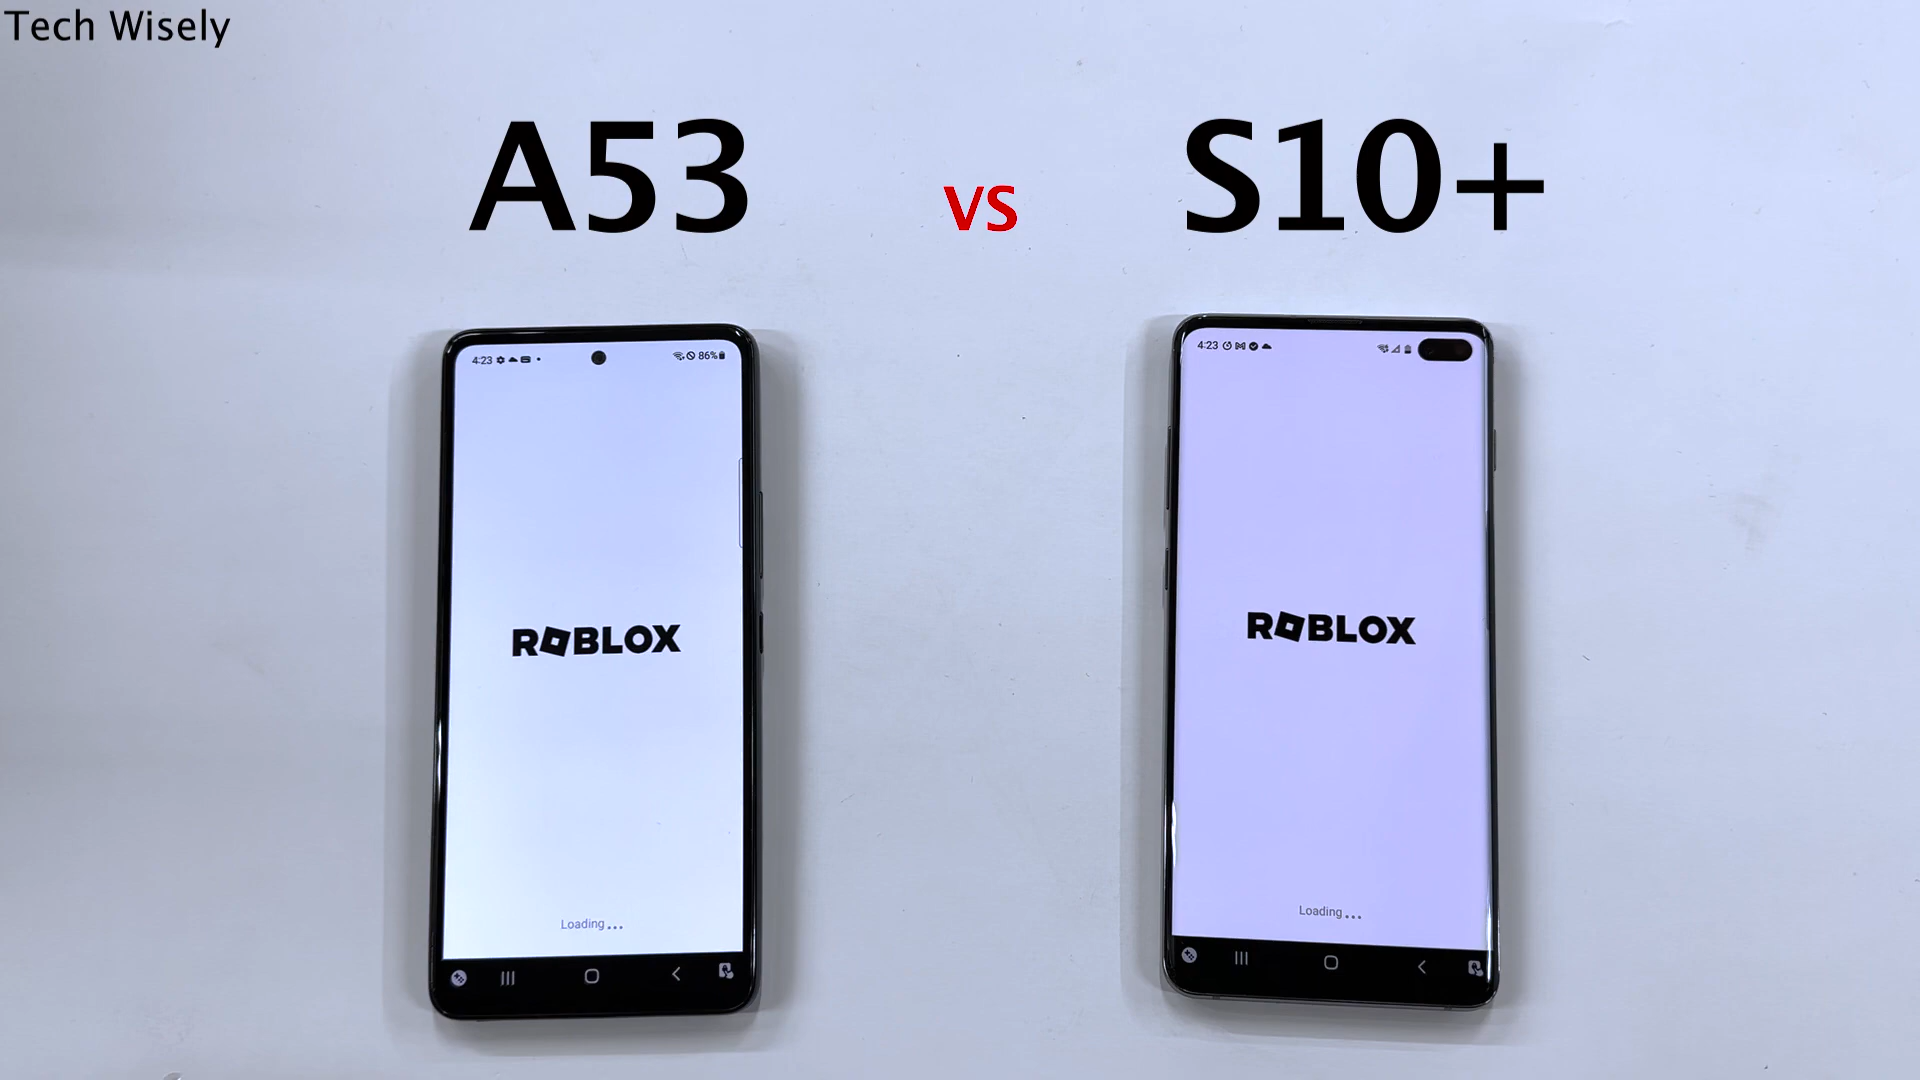 Tech Wisely
A53 vs S10+
4:23 86%
4:23
ROBLOX
ROBLOX
Loading...
Loading...